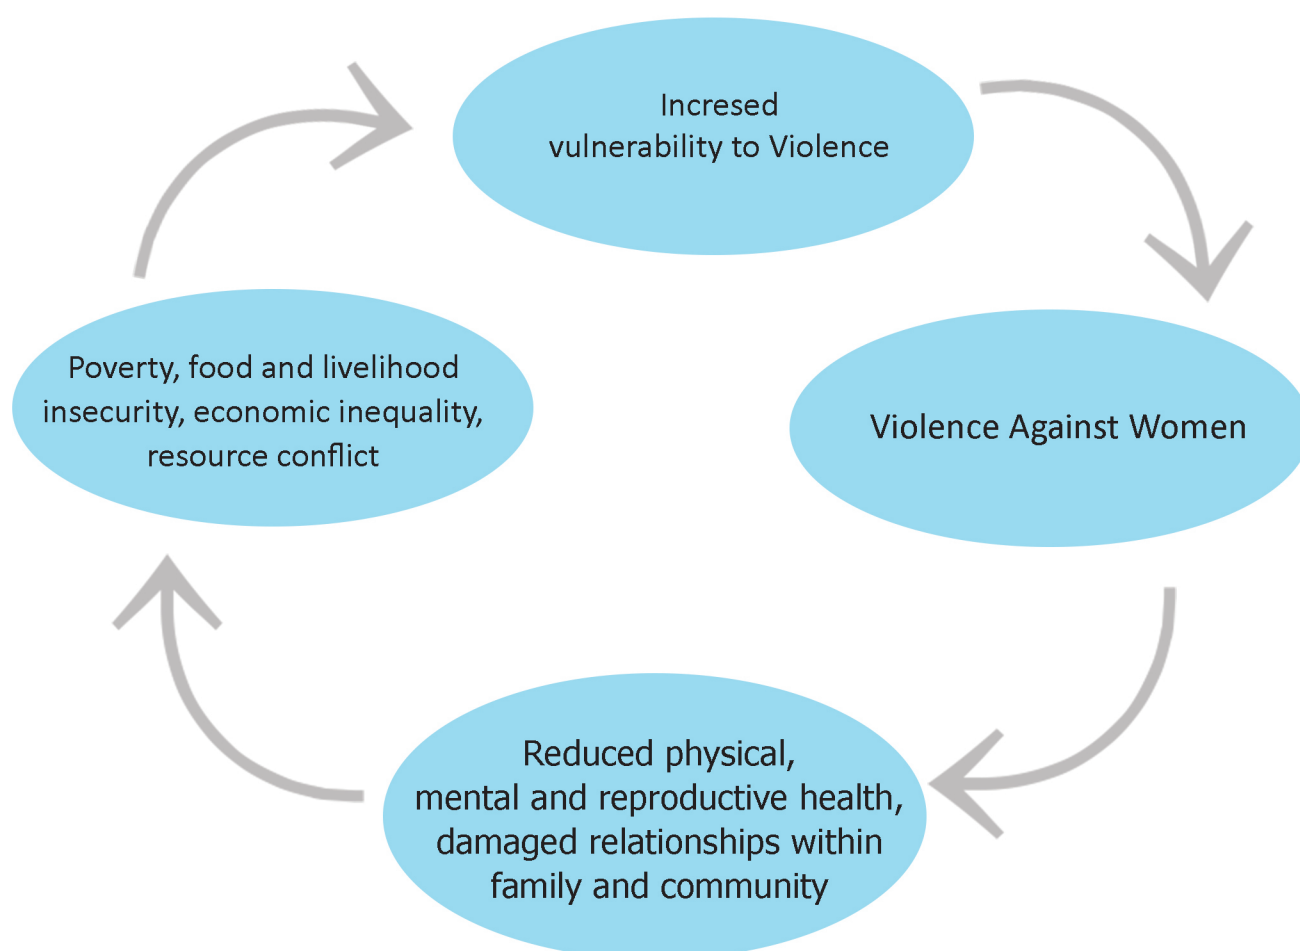 Incresed
vulnerability to Violence
Violence Against Women
Reduced physical,
mental and reproductive health,
damaged relationships within
family and community
Poverty, food and livelihood
insecurity, economic inequality,
resource conflict